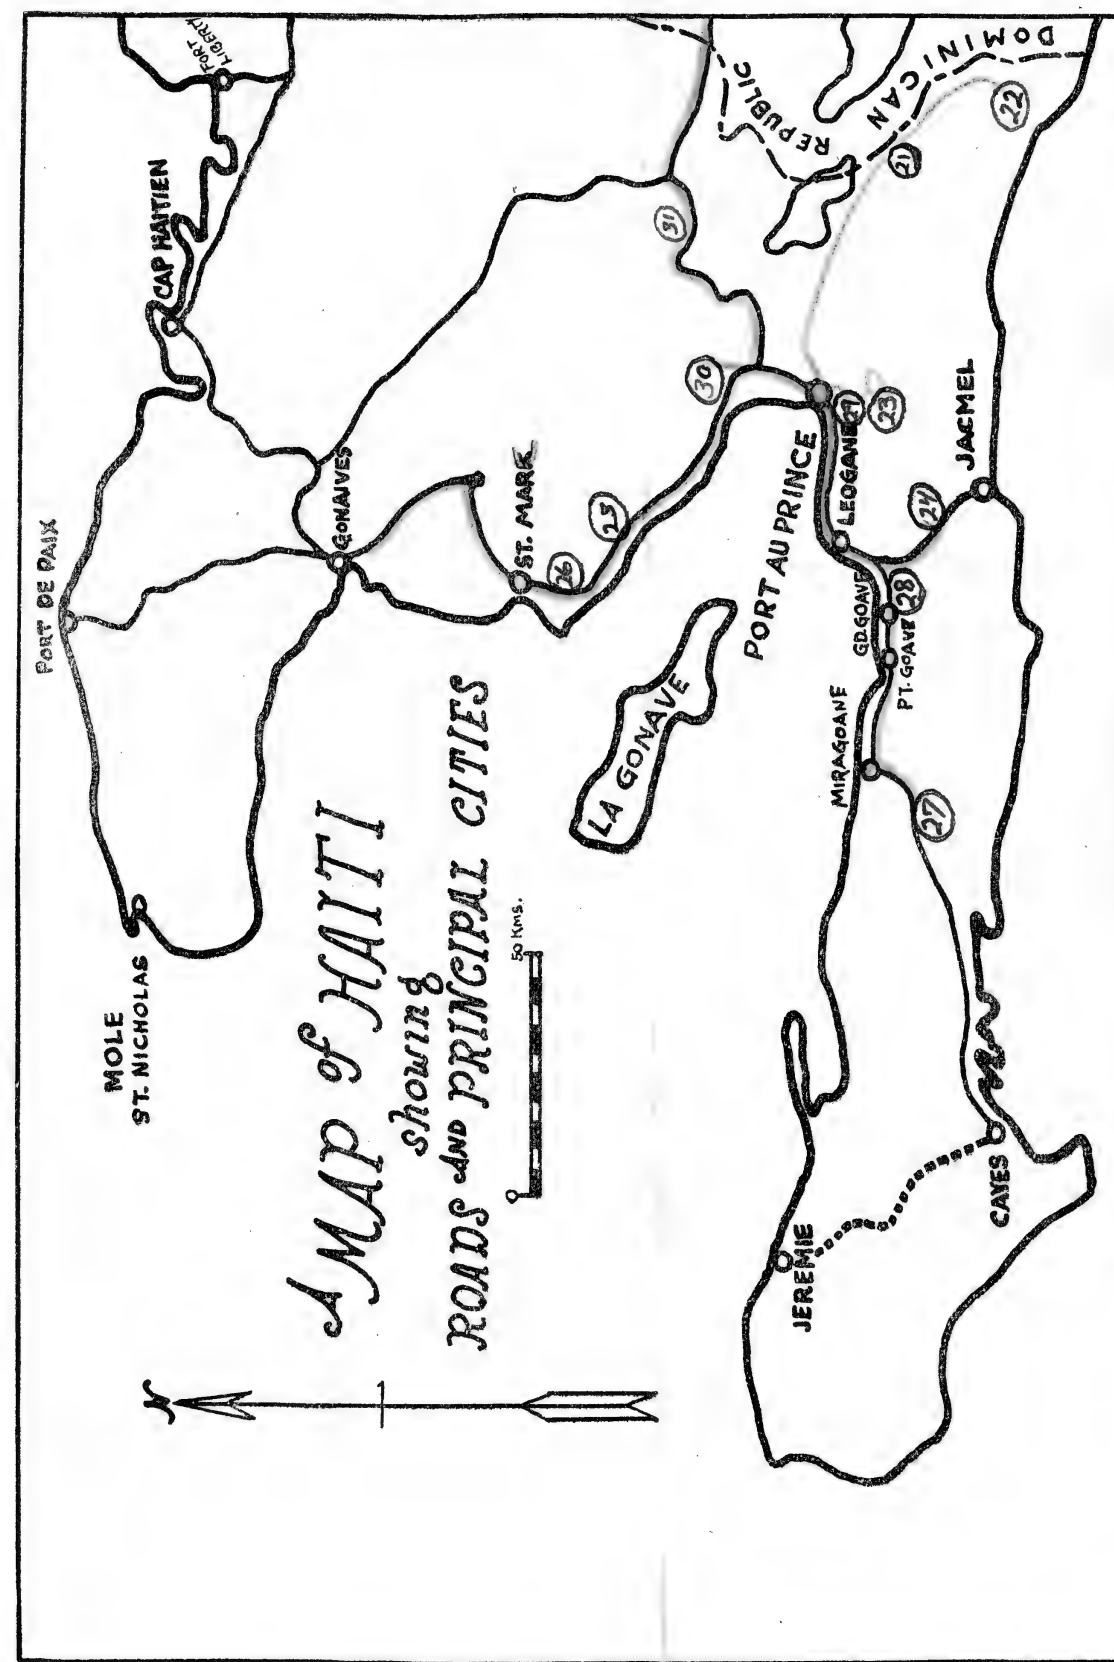 A MAP of HAITI
showing
ROADS AND PRINCIPAL CITIES
50 KMS.
N
PORT DE PAIX
MOLE
ST. NICHOLAS
CAP HAITIEN
FORT
LIBERTY
GONAIVES
ST. MARK
LA GONAVE
PORT AU PRINCE
LEOGANE
GD. GOAVE
PT. GOAVE
MIRAGOANE
JACMEL
JEREMIE
CAYES
DOMINICAN
REPUBLIC
21
22
23
24
25
26
27
28
29
30
31